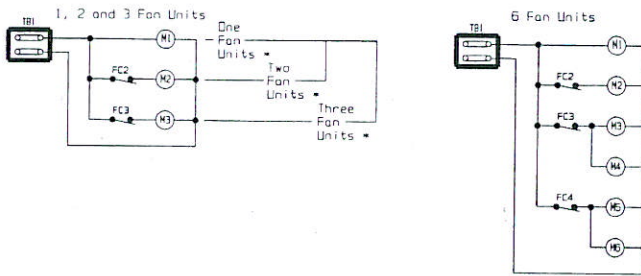 1, 2 and 3 Fan Units
TB1
M1
One
Fan
Units *
FC2
M2
Two
Fan
Units *
FC3
M3
Three
Fan
Units *
6 Fan Units
TB1
M1
FC2
M2
FC3
M3
M4
FC4
M5
M6